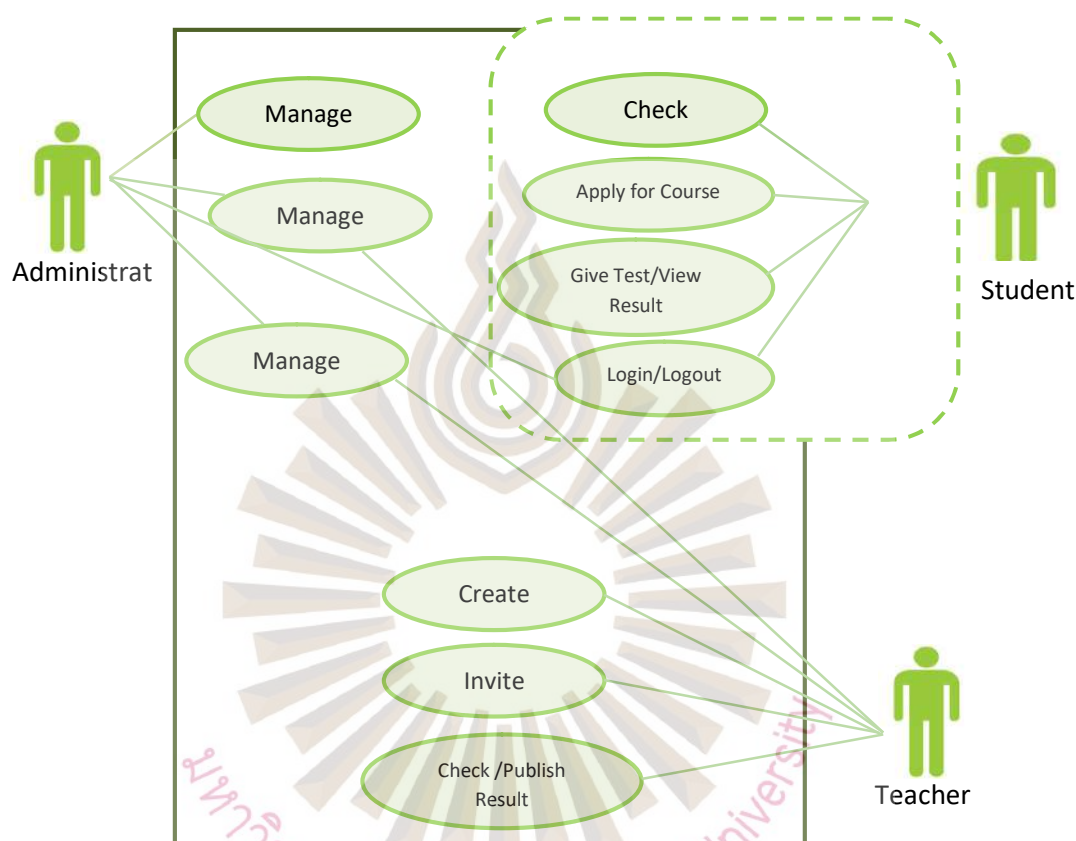 Manage
Check
Manage
Apply for Course
Administrat
Give Test/View
Result
Student
Manage
Login/Logout
Create
Invite
Check /Publish
Result
Teacher